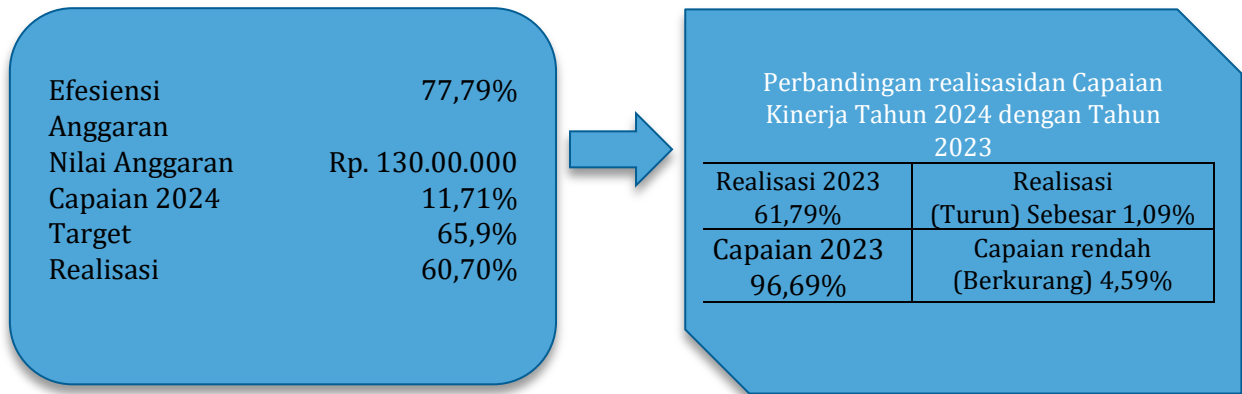 Efesiensi 77,79%
Anggaran
Nilai Anggaran Rp. 130.00.000
Capaian 2024 11,71%
Target 65,9%
Realisasi 60,70%
Perbandingan realisasidan Capaian
Kinerja Tahun 2024 dengan Tahun
2023
Realisasi 2023
61,79%
Realisasi
(Turun) Sebesar 1,09%
Capaian 2023
96,69%
Capaian rendah
(Berkurang) 4,59%